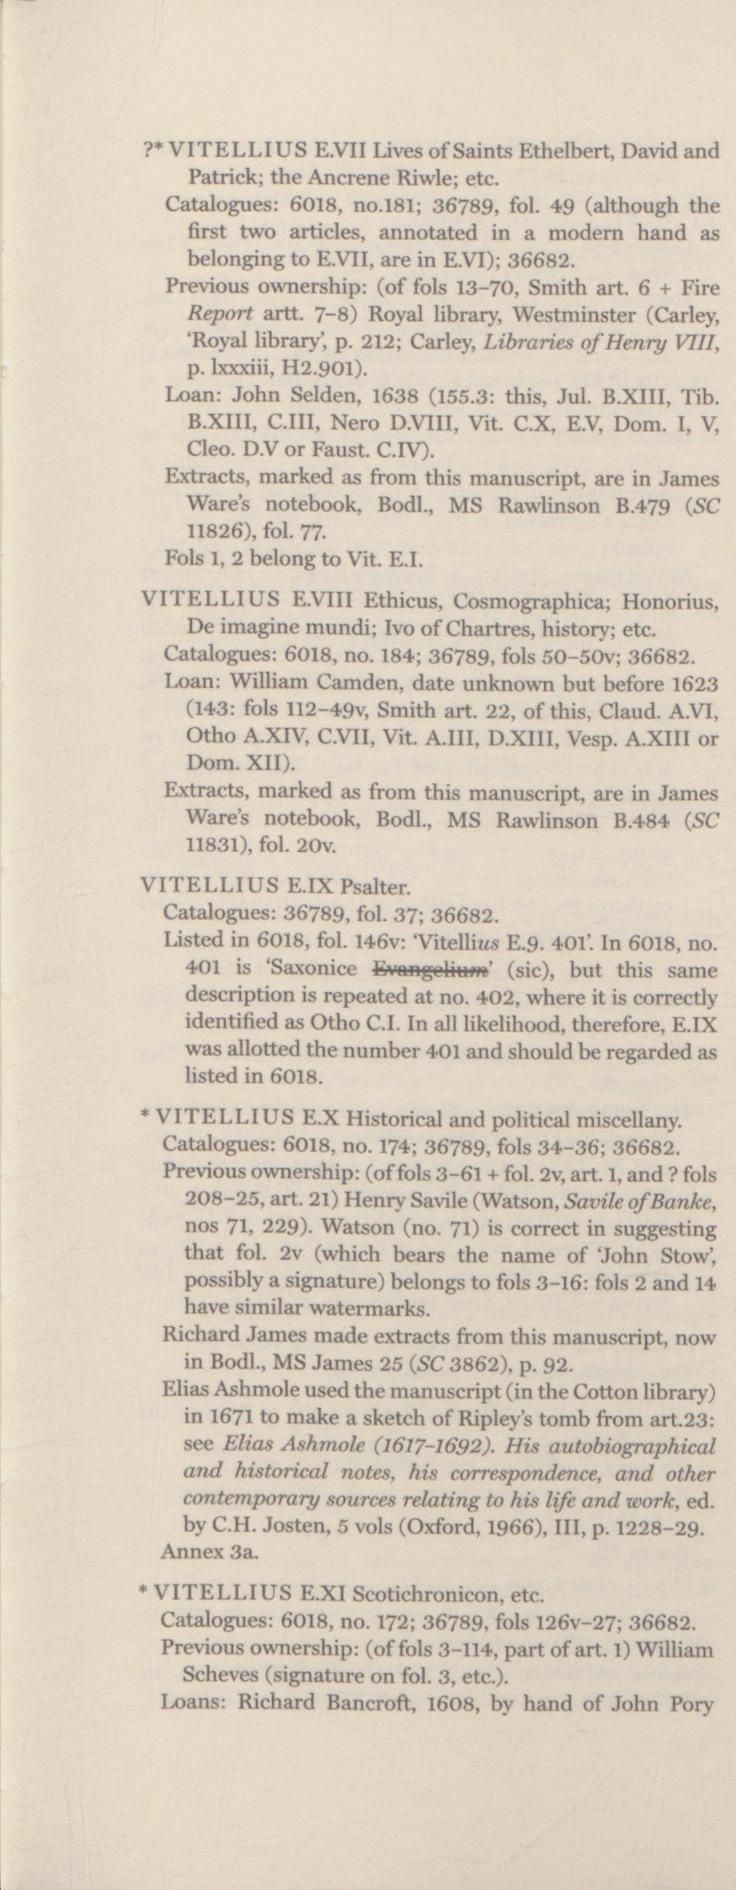 ?* VITELLIUS E.VII Lives of Saints Ethelbert, David and
Patrick; the Ancrene Riwle; etc.
Catalogues: 6018, no.181; 36789, fol. 49 (although the
first two articles, annotated in a modern hand as
belonging to E.VII, are in E.VI); 36682.
Previous ownership: (of fols 13–70, Smith art. 6 + Fire
Report artt. 7–8) Royal library, Westminster (Carley,
‘Royal library’, p. 212; Carley, Libraries of Henry VIII,
p. lxxxiii, H2.901).
Loan: John Selden, 1638 (155.3: this, Jul. B.XIII, Tib.
B.XIII, C.III, Nero D.VIII, Vit. C.X, E.V, Dom. I, V,
Cleo. D.V or Faust. C.IV).
Extracts, marked as from this manuscript, are in James
Ware’s notebook, Bodl., MS Rawlinson B.479 (SC
11826), fol. 77.
Fols 1, 2 belong to Vit. E.I.
VITELLIUS E.VIII Ethicus, Cosmographica; Honorius,
De imagine mundi; Ivo of Chartres, history; etc.
Catalogues: 6018, no. 184; 36789, fols 50–50v; 36682.
Loan: William Camden, date unknown but before 1623
(143: fols 112–49v, Smith art. 22, of this, Claud. A.VI,
Otho A.XIV, C.VII, Vit. A.III, D.XIII, Vesp. A.XIII or
Dom. XII).
Extracts, marked as from this manuscript, are in James
Ware’s notebook, Bodl., MS Rawlinson B.484 (SC
11831), fol. 20v.
VITELLIUS E.IX Psalter.
Catalogues: 36789, fol. 37; 36682.
Listed in 6018, fol. 146v: ‘Vitellius E.9. 401’. In 6018, no.
401 is ‘Saxonice Evangelium’ (sic), but this same
description is repeated at no. 402, where it is correctly
identified as Otho C.I. In all likelihood, therefore, E.IX
was allotted the number 401 and should be regarded as
listed in 6018.
* VITELLIUS E.X Historical and political miscellany.
Catalogues: 6018, no. 174; 36789, fols 34–36; 36682.
Previous ownership: (of fols 3–61 + fol. 2v, art. 1, and ? fols
208–25, art. 21) Henry Savile (Watson, Savile of Banke,
nos 71, 229). Watson (no. 71) is correct in suggesting
that fol. 2v (which bears the name of ‘John Stow’,
possibly a signature) belongs to fols 3–16: fols 2 and 14
have similar watermarks.
Richard James made extracts from this manuscript, now
in Bodl., MS James 25 (SC 3862), p. 92.
Elias Ashmole used the manuscript (in the Cotton library)
in 1671 to make a sketch of Ripley’s tomb from art.23:
see Elias Ashmole (1617–1692). His autobiographical
and historical notes, his correspondence, and other
contemporary sources relating to his life and work, ed.
by C.H. Josten, 5 vols (Oxford, 1966), III, p. 1228–29.
Annex 3a.
* VITELLIUS E.XI Scotichronicon, etc.
Catalogues: 6018, no. 172; 36789, fols 126v–27; 36682.
Previous ownership: (of fols 3–114, part of art. 1) William
Scheves (signature on fol. 3, etc.).
Loans: Richard Bancroft, 1608, by hand of John Pory